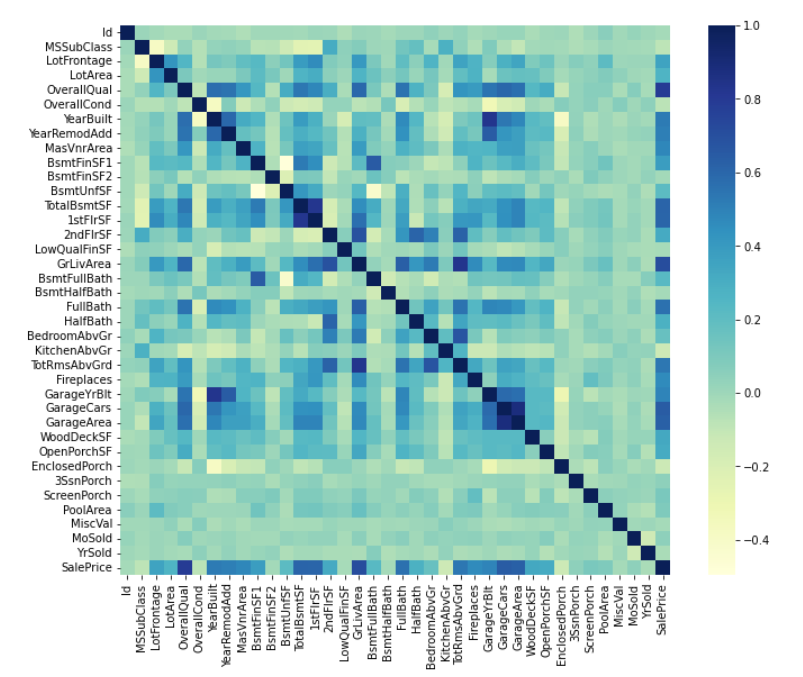 Id
MSSubClass
LotFrontage
LotArea
OverallQual
OverallCond
YearBuilt
YearRemodAdd
MasVnrArea
BsmtFinSF1
BsmtFinSF2
BsmtUnfSF
TotalBsmtSF
1stFlrSF
2ndFlrSF
LowQualFinSF
GrLivArea
BsmtFullBath
BsmtHalfBath
FullBath
HalfBath
BedroomAbvGr
KitchenAbvGr
TotRmsAbvGrd
Fireplaces
GarageYrBlt
GarageCars
GarageArea
WoodDeckSF
OpenPorchSF
EnclosedPorch
3SsnPorch
ScreenPorch
PoolArea
MiscVal
MoSold
YrSold
SalePrice
Id
MSSubClass
LotFrontage
LotArea
OverallQual
OverallCond
YearBuilt
YearRemodAdd
MasVnrArea
BsmtFinSF1
BsmtFinSF2
BsmtUnfSF
TotalBsmtSF
1stFlrSF
2ndFlrSF
LowQualFinSF
GrLivArea
BsmtFullBath
BsmtHalfBath
FullBath
HalfBath
BedroomAbvGr
KitchenAbvGr
TotRmsAbvGrd
Fireplaces
GarageYrBlt
GarageCars
GarageArea
WoodDeckSF
OpenPorchSF
EnclosedPorch
3SsnPorch
ScreenPorch
PoolArea
MiscVal
MoSold
YrSold
SalePrice
1.0
0.8
0.6
0.4
0.2
0.0
−0.2
−0.4